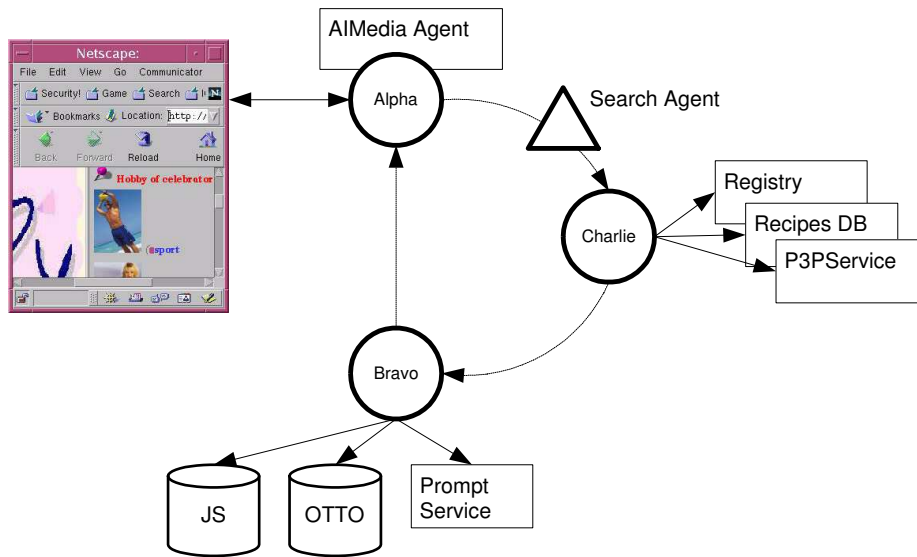 AIMedia Agent
Netscape:
File Edit View Go Communicator
Security! Game Search
Bookmarks Location: http://
Back Forward Reload Home
Hobby of celebrator
sport
Alpha
Search Agent
Charlie
Registry
Recipes DB
P3PService
Bravo
JS
OTTO
Prompt
Service